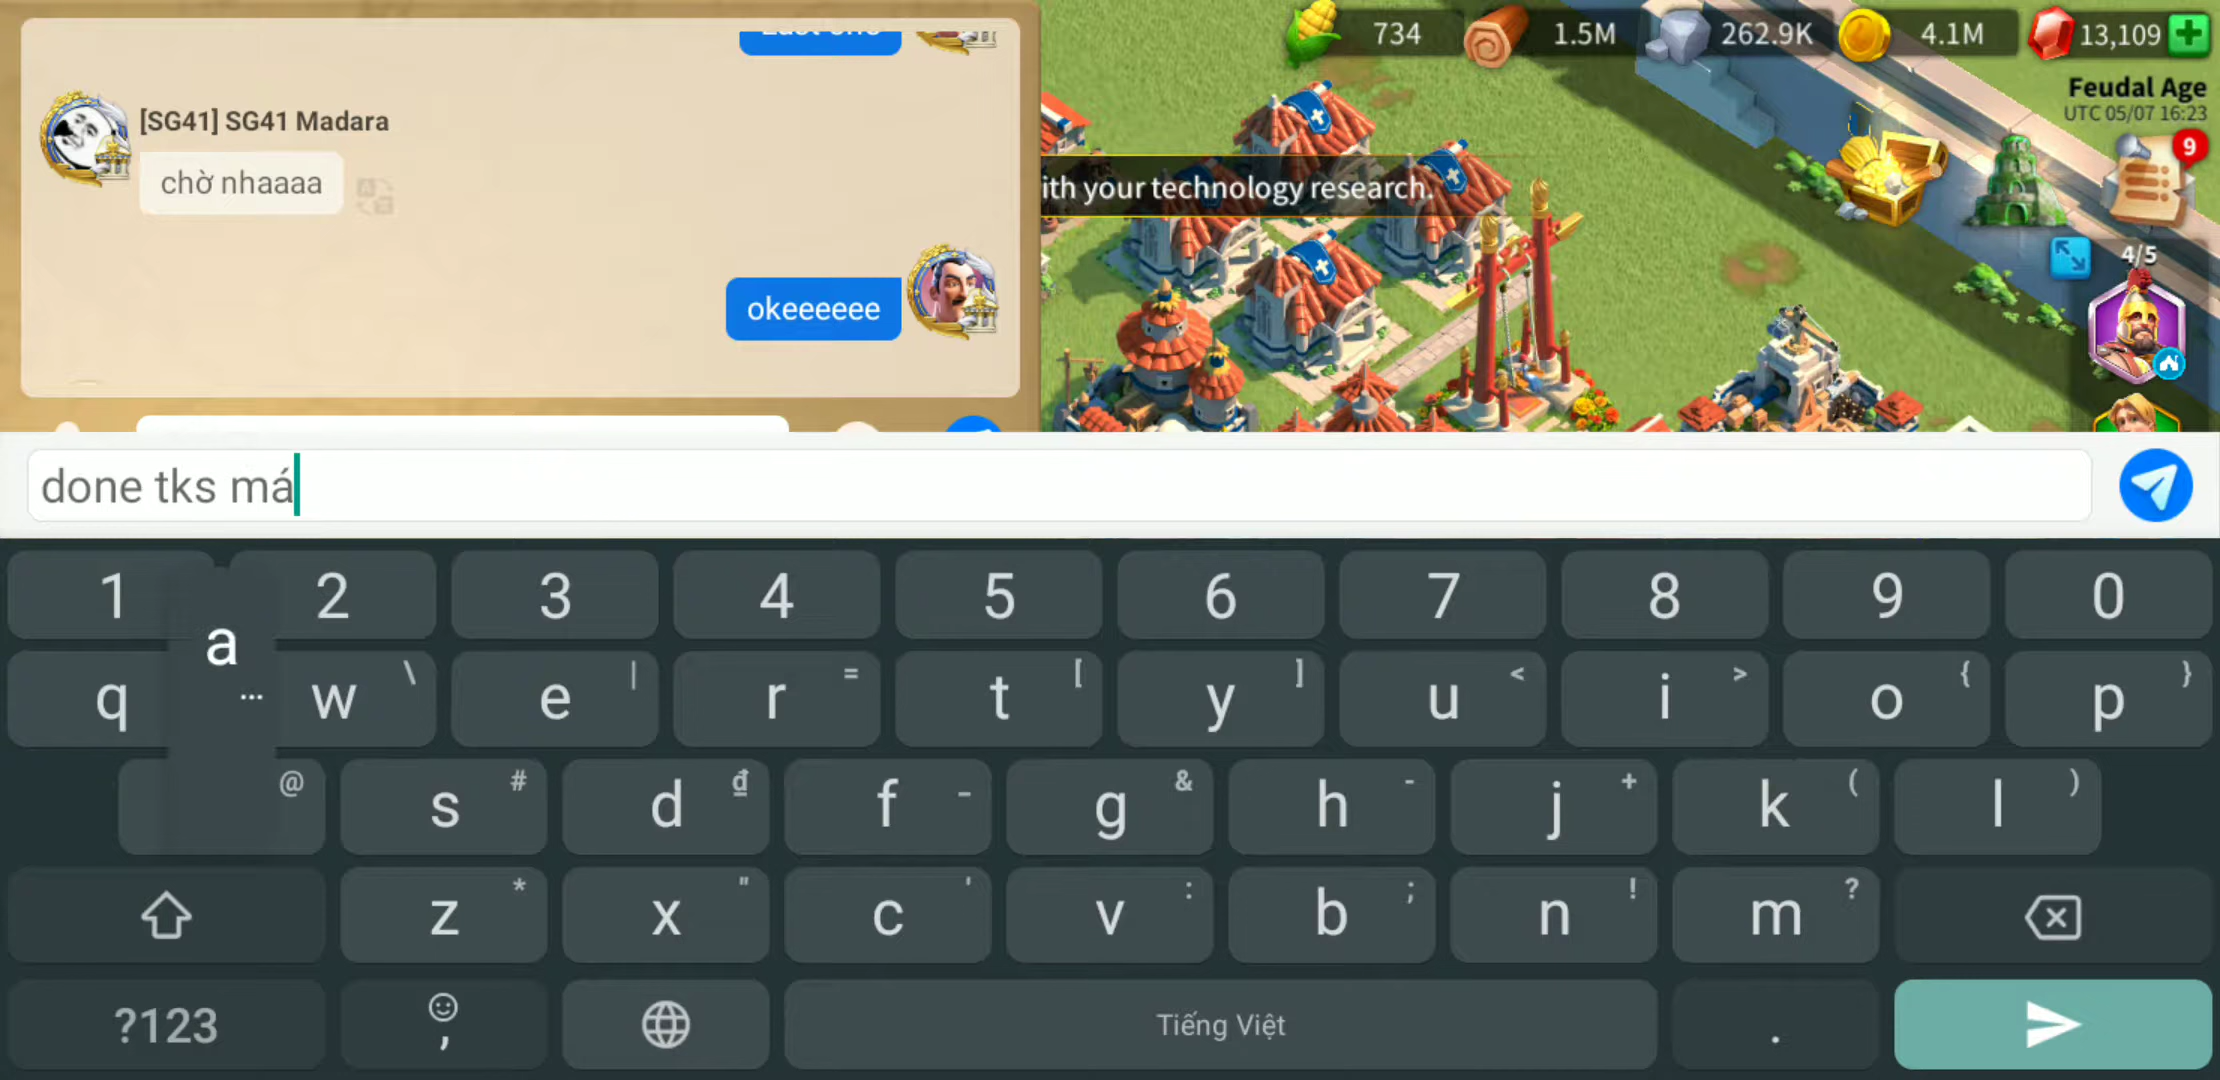 734
1.5M
262.9K
4.1M
13,109
Feudal Age
UTC 05/07 16:23
[SG41] SG41 Madara
9
chờ nhaaaa
ith your technology research.
4/5
okeeeeee
done tks má
1 2 3 4 5 6 7 8 9 0
a
...
q w \ e | r = t [ y ] u < i > o { p }
@ s # d ₫ f - g & h - j + k ( l )
z * x " c ' v : b ; n ! m ?
?123 , Tiếng Việt .